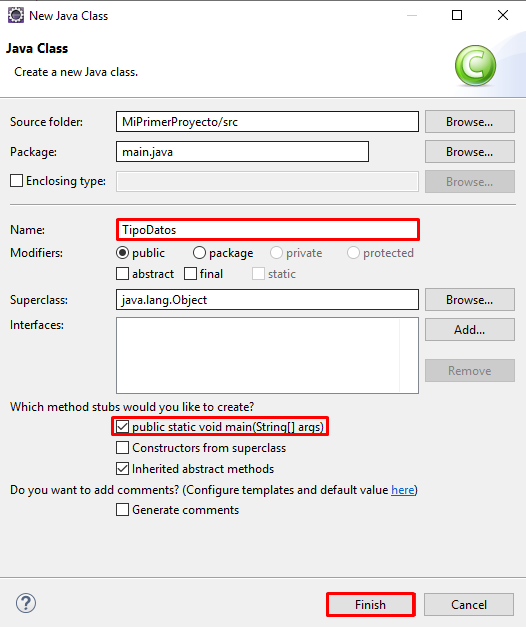 New Java Class
Java Class
Create a new Java class.
C
Source folder: MiPrimerProyecto/src Browse...
Package: main.java Browse...
Enclosing type: Browse...
Name: TipoDatos
Modifiers: public package private protected
abstract final static
Superclass: java.lang.Object Browse...
Interfaces: Add...
Remove
Which method stubs would you like to create?
public static void main(String[] args)
Constructors from superclass
Inherited abstract methods
Do you want to add comments? (Configure templates and default value here)
Generate comments
? Finish Cancel